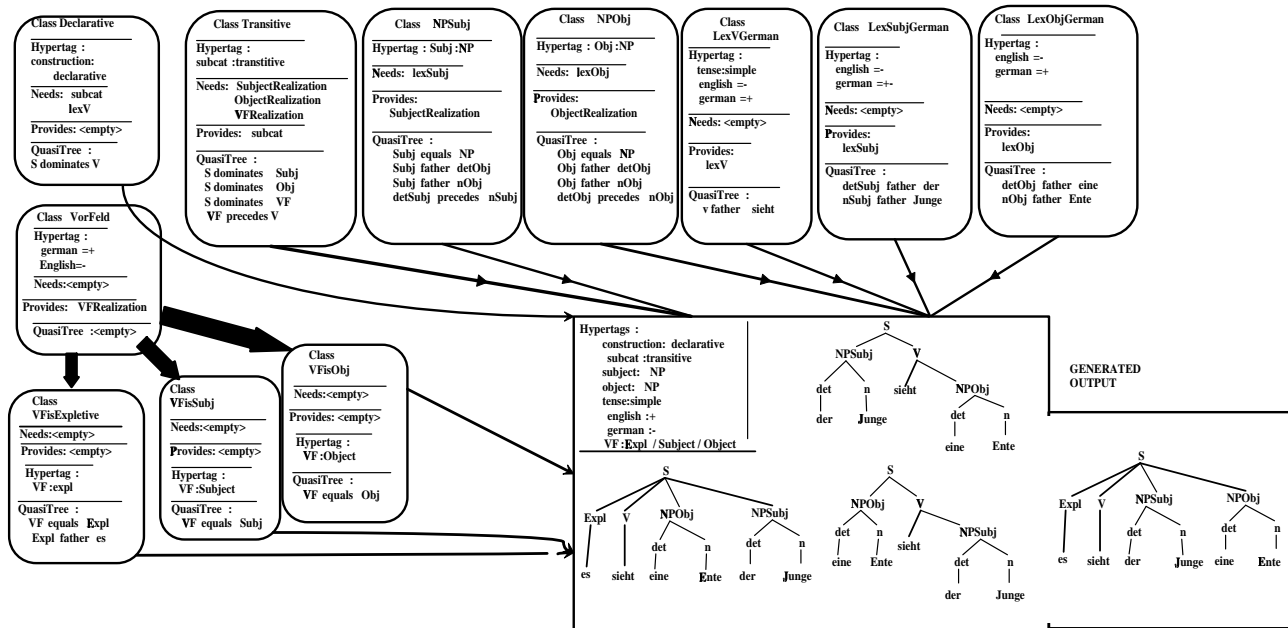 Class Declarative
Hypertag :
construction:
declarative
Needs: subcat
lexV
Provides: <empty>
QuasiTree :
S dominates V
Class Transitive
Hypertag :
subcat :transtitive
Needs: SubjectRealization
ObjectRealization
VFRealization
Provides: subcat
QuasiTree :
S dominates Subj
S dominates Obj
S dominates VF
VF precedes V
Class NPSubj
Hypertag : Subj :NP
Needs: lexSubj
Provides:
SubjectRealization
QuasiTree :
Subj equals NP
Subj father detObj
Subj father nObj
detSubj precedes nSubj
Class NPObj
Hypertag : Obj :NP
Needs: lexObj
Provides:
ObjectRealization
QuasiTree :
Obj equals NP
Obj father detObj
Obj father nObj
detObj precedes nObj
Class
LexVGerman
Hypertag :
tense:simple
english =-
german =+
Needs: <empty>
Provides:
lexV
QuasiTree :
v father sieht
Class LexSubjGerman
Hypertag :
english =-
german =+-
Needs: <empty>
Provides:
lexSubj
QuasiTree :
detSubj father der
nSubj father Junge
Class LexObjGerman
Hypertag :
english =-
german =+
Needs: <empty>
Provides:
lexObj
QuasiTree :
detObj father eine
nObj father Ente
Class VorFeld
Hypertag :
german =+
English=-
Needs:<empty>
Provides: VFRealization
QuasiTree :<empty>
Class
VFisExpletive
Needs:<empty>
Provides: <empty>
Hypertag :
VF :expl
QuasiTree :
VF equals Expl
Expl father es
Class
VFisSubj
Needs: <empty>
Provides: <empty>
Hypertag :
VF :Subject
QuasiTree :
VF equals Subj
Class
VFisObj
Needs: <empty>
Provides: <empty>
Hypertag :
VF :Object
QuasiTree :
VF equals Obj
Hypertags :
construction: declarative
subcat :transitive
subject: NP
object: NP
tense:simple
english :+
german :-
VF :Expl / Subject / Object
S
NPSubj V
det n sieht NPObj
der Junge det n
eine Ente
GENERATED
OUTPUT
S
Expl V NPObj NPSubj
det n det n
es sieht eine Ente der Junge
S
NPObj V
det n sieht NPSubj
eine Ente det n
der Junge
S
Expl V NPSubj NPObj
det n det n
es sieht der Junge eine Ente